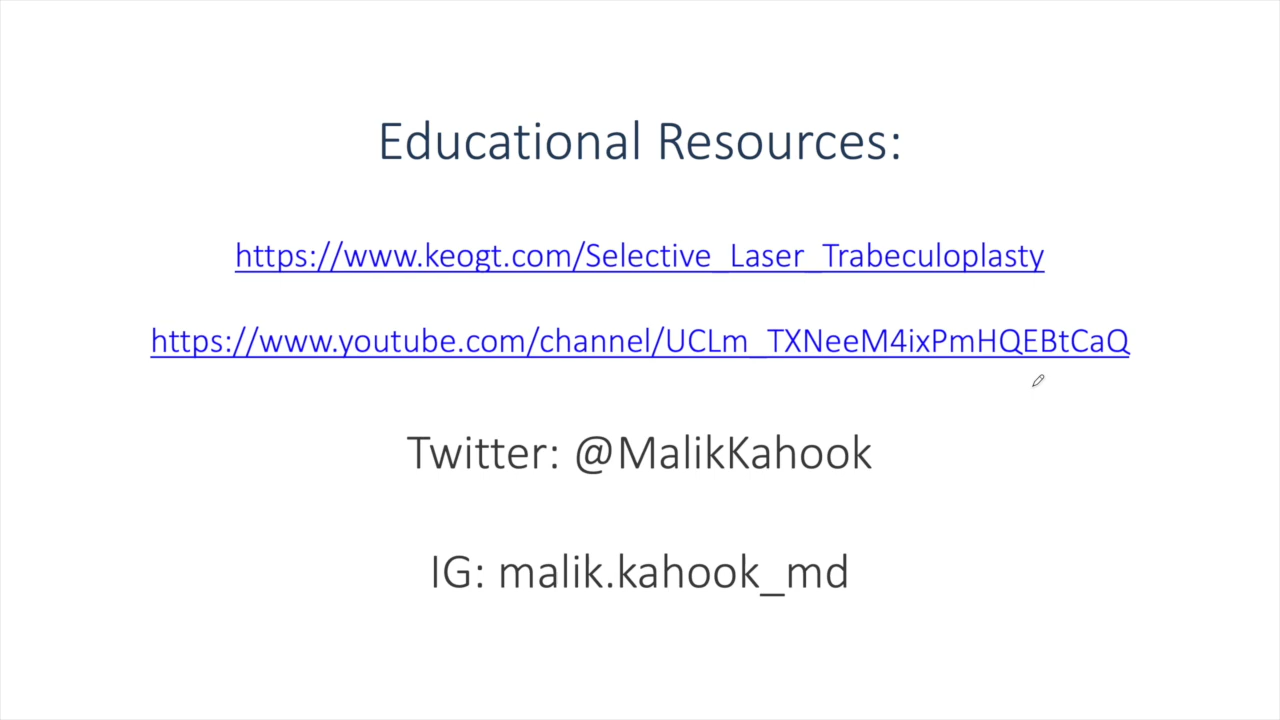 Educational Resources:
https://www.keogt.com/Selective_Laser_Trabeculoplasty
https://www.youtube.com/channel/UCLm_TXNeeM4ixPmHQEBtCaQ
Twitter: @MalikKahook
IG: malik.kahook_md